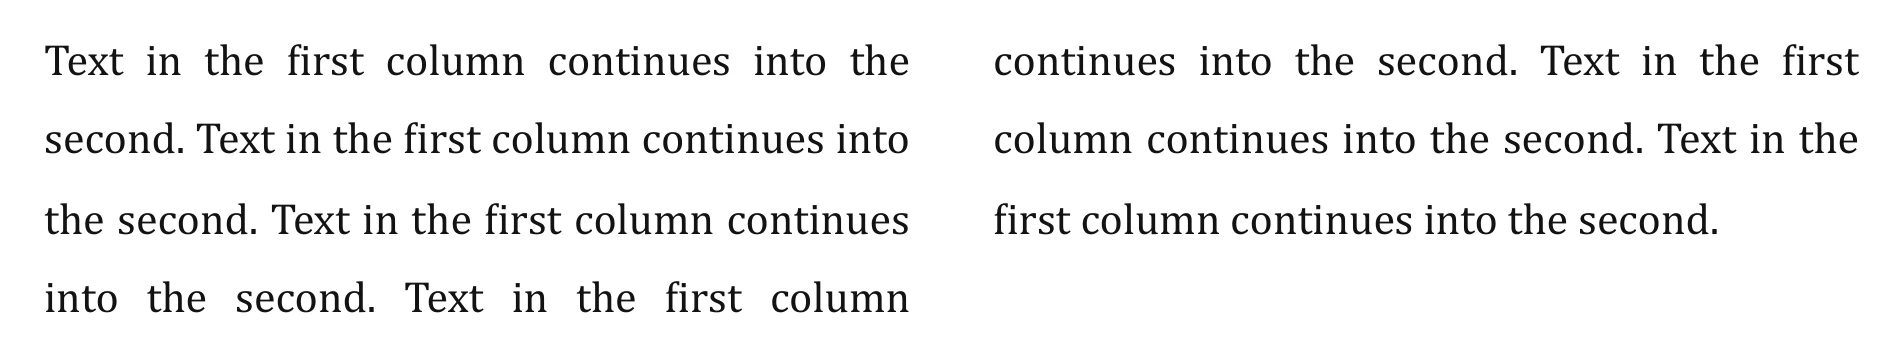 Text in the first column continues into the
second. Text in the first column continues into
the second. Text in the first column continues
into the second. Text in the first column
continues into the second. Text in the first
column continues into the second. Text in the
first column continues into the second.